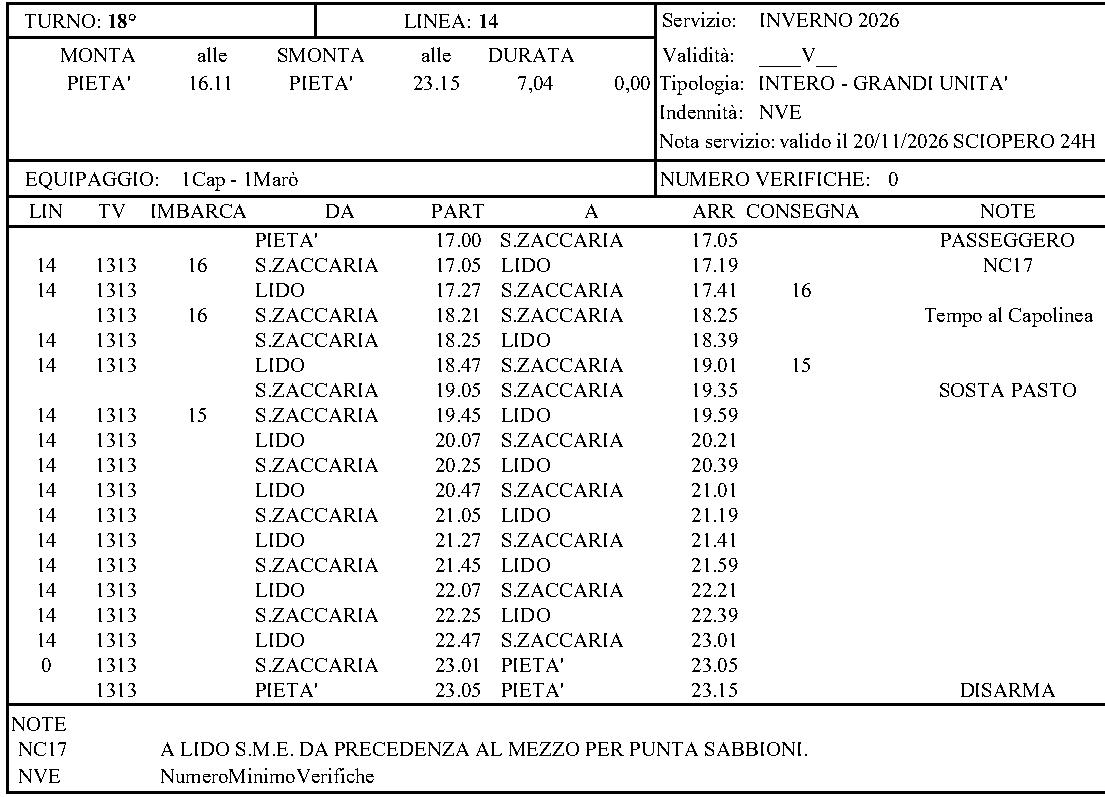 TURNO: 18° LINEA: 14 Servizio: INVERNO 2026
MONTA alle SMONTA alle DURATA Validità: ____V__
PIETA' 16.11 PIETA' 23.15 7,04 0,00 Tipologia: INTERO - GRANDI UNITA'
Indennità: NVE
Nota servizio: valido il 20/11/2026 SCIOPERO 24H
EQUIPAGGIO: 1Cap - 1Marò NUMERO VERIFICHE: 0
LIN TV IMBARCA DA PART A ARR CONSEGNA NOTE
PIETA' 17.00 S.ZACCARIA 17.05 PASSEGGERO
14 1313 16 S.ZACCARIA 17.05 LIDO 17.19 NC17
14 1313 LIDO 17.27 S.ZACCARIA 17.41 16
1313 16 S.ZACCARIA 18.21 S.ZACCARIA 18.25 Tempo al Capolinea
14 1313 S.ZACCARIA 18.25 LIDO 18.39
14 1313 LIDO 18.47 S.ZACCARIA 19.01 15
S.ZACCARIA 19.05 S.ZACCARIA 19.35 SOSTA PASTO
14 1313 15 S.ZACCARIA 19.45 LIDO 19.59
14 1313 LIDO 20.07 S.ZACCARIA 20.21
14 1313 S.ZACCARIA 20.25 LIDO 20.39
14 1313 LIDO 20.47 S.ZACCARIA 21.01
14 1313 S.ZACCARIA 21.05 LIDO 21.19
14 1313 LIDO 21.27 S.ZACCARIA 21.41
14 1313 S.ZACCARIA 21.45 LIDO 21.59
14 1313 LIDO 22.07 S.ZACCARIA 22.21
14 1313 S.ZACCARIA 22.25 LIDO 22.39
14 1313 LIDO 22.47 S.ZACCARIA 23.01
0 1313 S.ZACCARIA 23.01 PIETA' 23.05
1313 PIETA' 23.05 PIETA' 23.15 DISARMA
NOTE
NC17 A LIDO S.M.E. DA PRECEDENZA AL MEZZO PER PUNTA SABBIONI.
NVE NumeroMinimoVerifiche